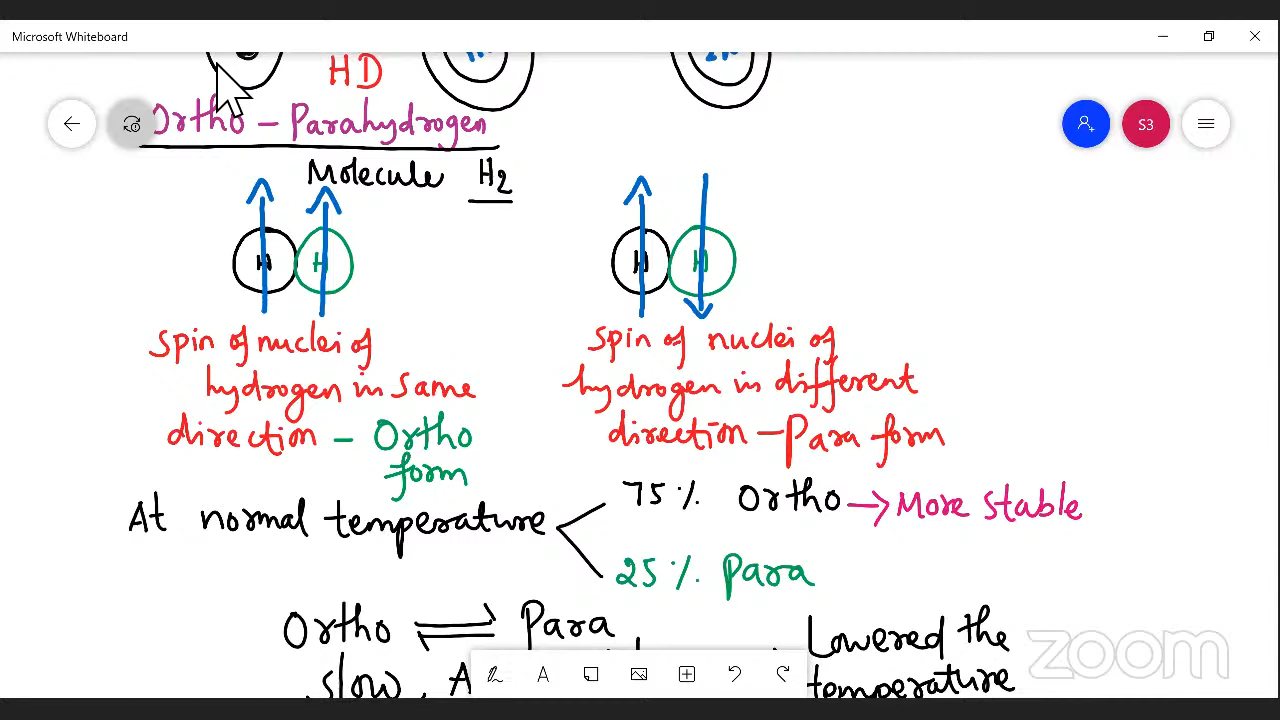 Microsoft Whiteboard
HD
Ortho - Parahydrogen
S3
Molecule H2
H H
H H
spin of nuclei of
hydrogen in same
direction - Ortho
form
spin of nuclei of
hydrogen in different
direction - Para form
At normal temperature
75% Ortho → More stable
25% Para
Ortho ⇌ Para
slow
Lowered the
temperature
zoom